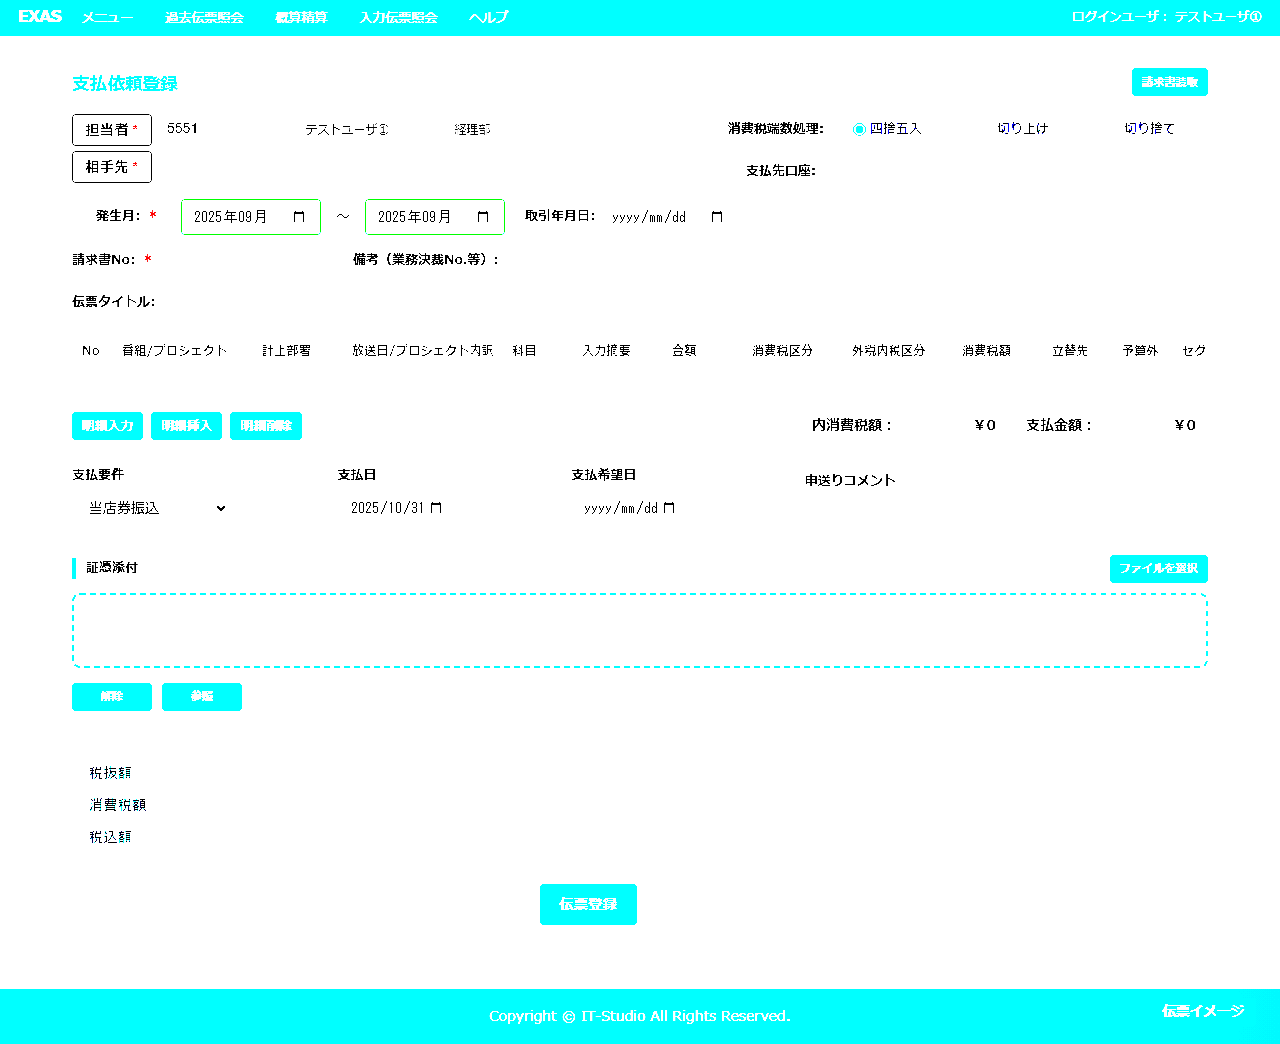 EXAS メニュー 過去伝票照会 概算精算 入力伝票照会 ヘルプ ログインユーザ： テストユーザ①
支払依頼登録 請求書読取
担当者 * 5551 テストユーザ① 経理部 消費税端数処理: 四捨五入 切り上げ 切り捨て
相手先 * 支払先口座:
発生月: * 2025年09月 ～ 2025年09月 取引年月日: yyyy/mm/dd
請求書No: * 備考（業務決裁No.等）:
伝票タイトル:
No 番組/プロジェクト 計上部署 放送日/プロジェクト内訳 科目 入力摘要 金額 消費税区分 外税内税区分 消費税額 立替先 予算外 セグ
明細入力 明細挿入 明細削除 内消費税額： ￥0 支払金額： ￥0
支払要件 支払日 支払希望日 申送りコメント
当店券振込 2025/10/31 yyyy/mm/dd
証憑添付 ファイルを選択
解除 参照
税抜額
消費税額
税込額
伝票登録
Copyright © IT-Studio All Rights Reserved. 伝票イメージ